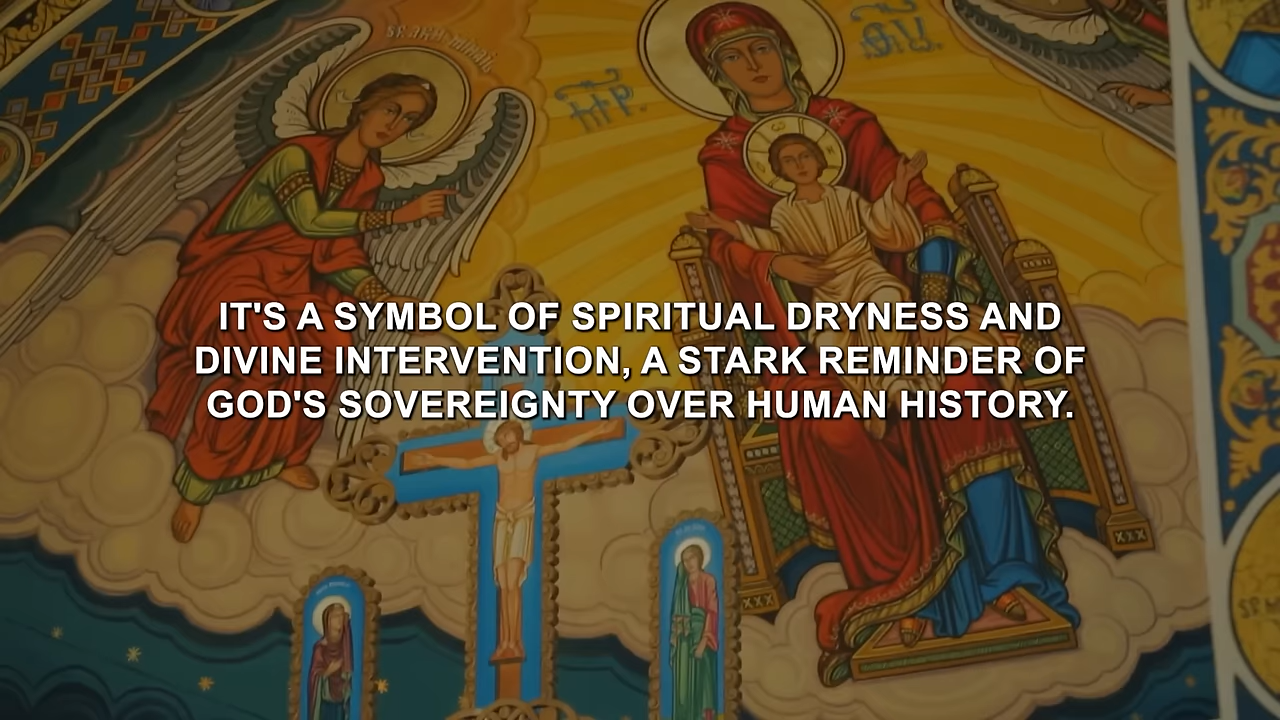 IT'S A SYMBOL OF SPIRITUAL DRYNESS AND
DIVINE INTERVENTION, A STARK REMINDER OF
GOD'S SOVEREIGNTY OVER HUMAN HISTORY.